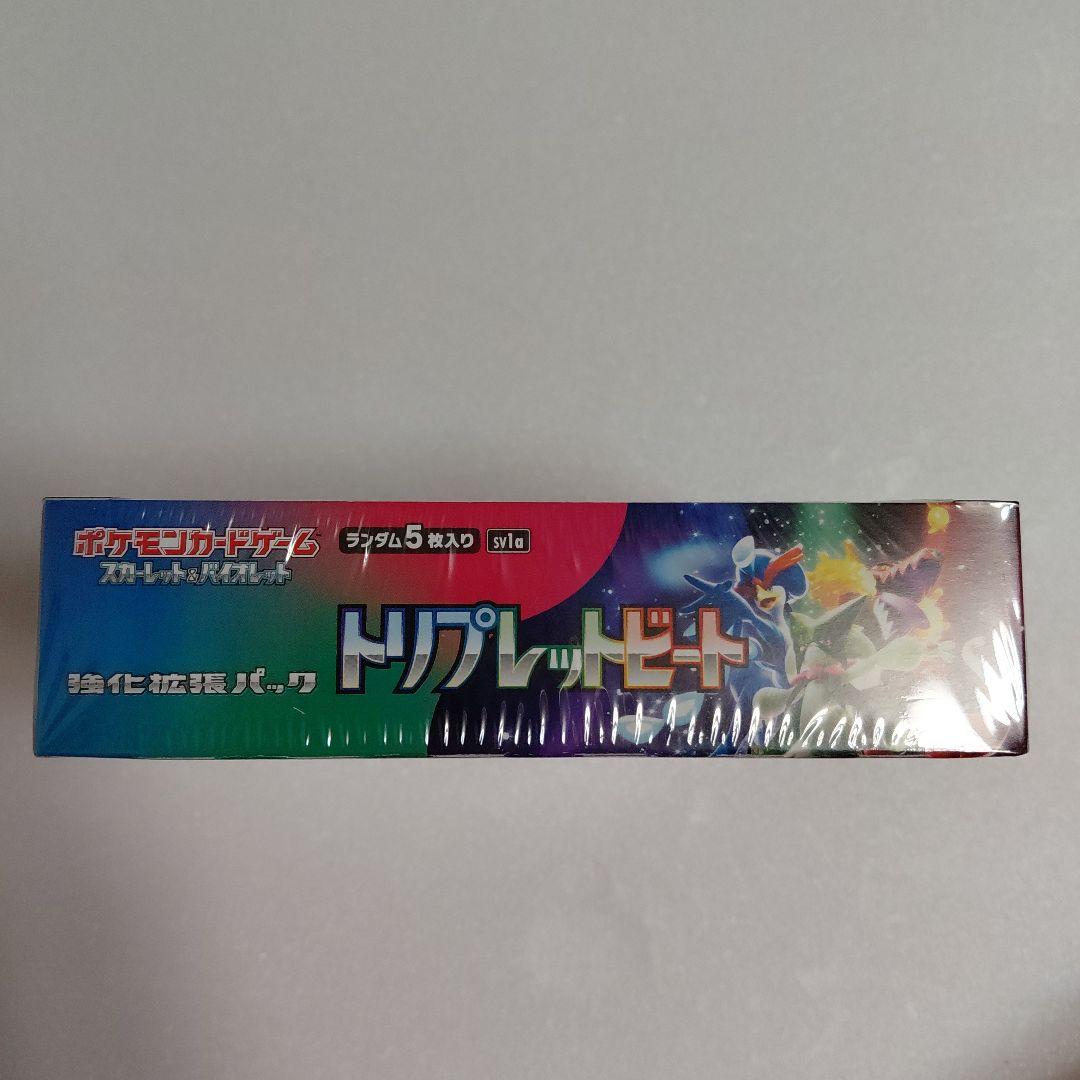 ポケモンカードゲーム
スカーレット&バイオレット
ランダム5枚入り
sv1a
強化拡張パック
トリプレットビート